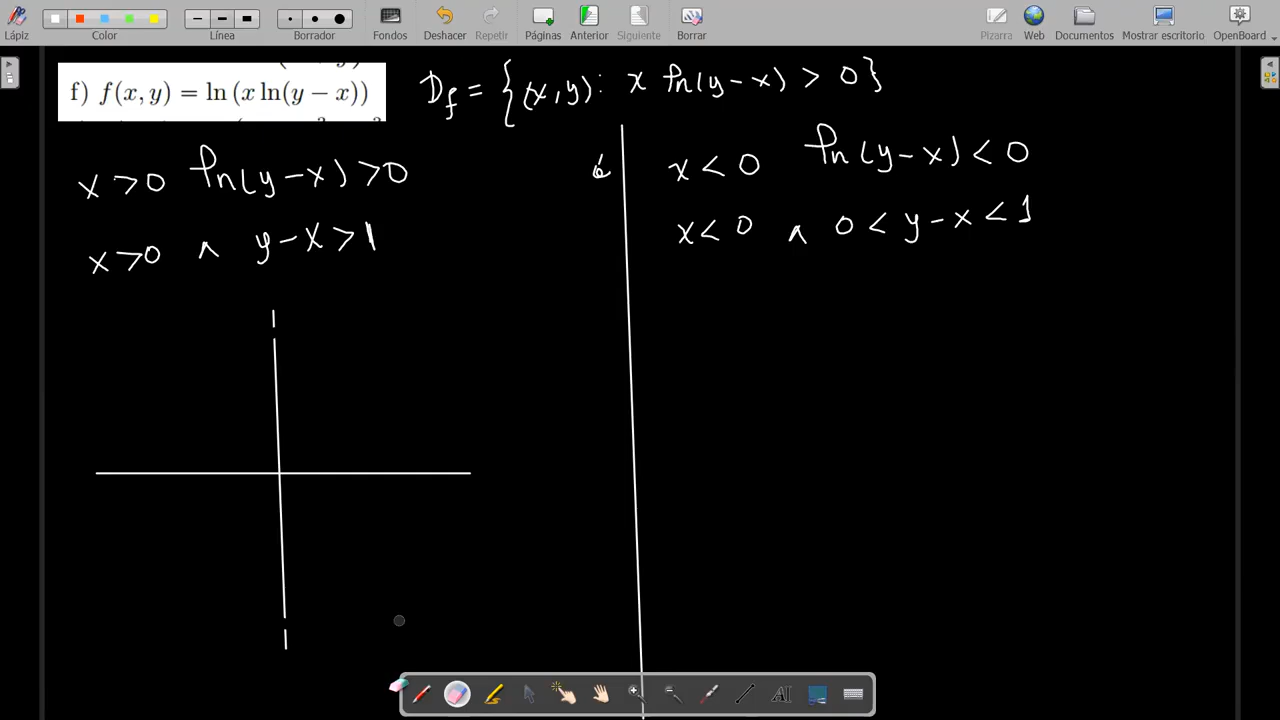 Lápiz Color Línea Borrador Fondos Deshacer Repetir Páginas Anterior Siguiente Borrar Pizarra Web Documentos Mostrar escritorio OpenBoard
f) f(x, y) = ln (x ln(y − x))
Df = {(x,y): x ln(y-x) > 0}
x > 0 ln(y-x) > 0
ó
x < 0 ln(y-x) < 0
x > 0 ∧ y-x > 1
x < 0 ∧ 0 < y-x < 1
AI